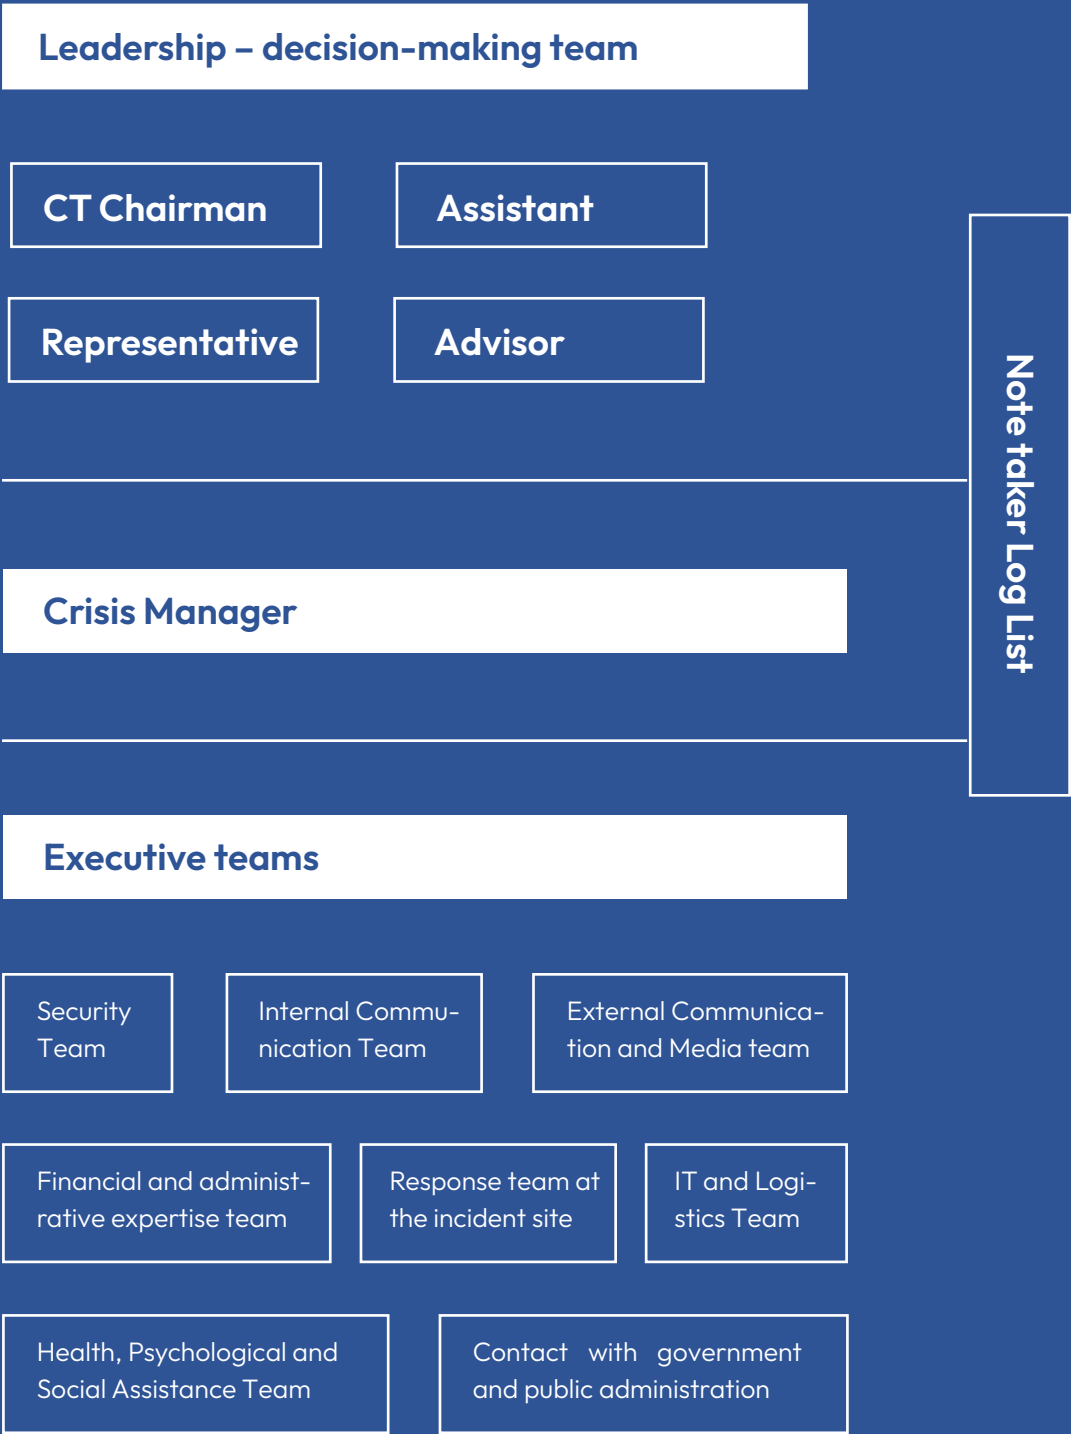 Leadership – decision-making team
CT Chairman
Assistant
Representative
Advisor
Note taker Log List
Crisis Manager
Executive teams
Security
Team
Internal Commu-
nication Team
External Communica-
tion and Media team
Financial and administ-
rative expertise team
Response team at
the incident site
IT and Logi-
stics Team
Health, Psychological and
Social Assistance Team
Contact with government
and public administration